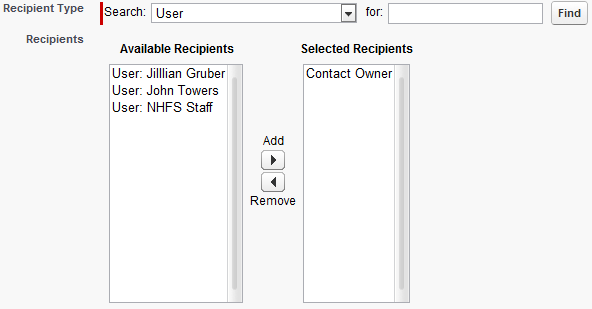 Recipient Type Search: User for: Find
Recipients
Available Recipients Selected Recipients
User: Jilllian Gruber Contact Owner
User: John Towers
User: NHFS Staff
Add
Remove